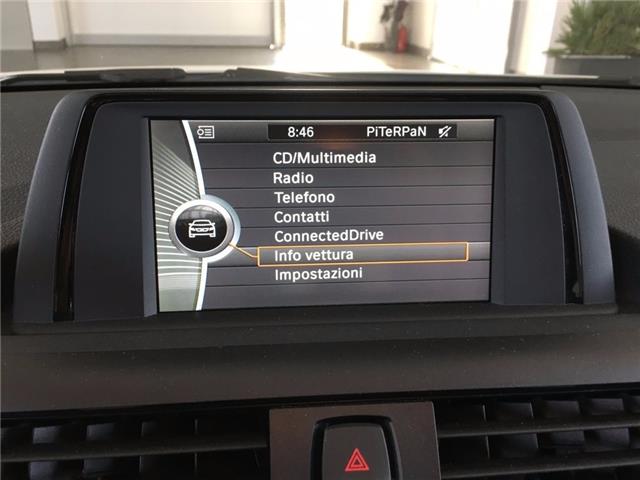 8:46 PiTeRPaN
CD/Multimedia
Radio
Telefono
Contatti
ConnectedDrive
Info vettura
Impostazioni